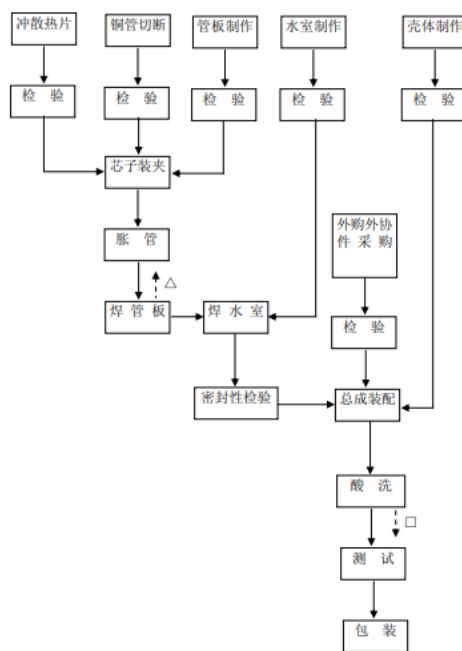 冲散热片
铜管切断
管板制作
水室制作
壳体制作
检 验
检 验
检 验
检 验
检 验
芯子装夹
胀 管
外购外协
件 采 购
△
焊 管 板
焊 水 室
检 验
密封性检验
总成装配
酸 洗
□
测 试
包 装